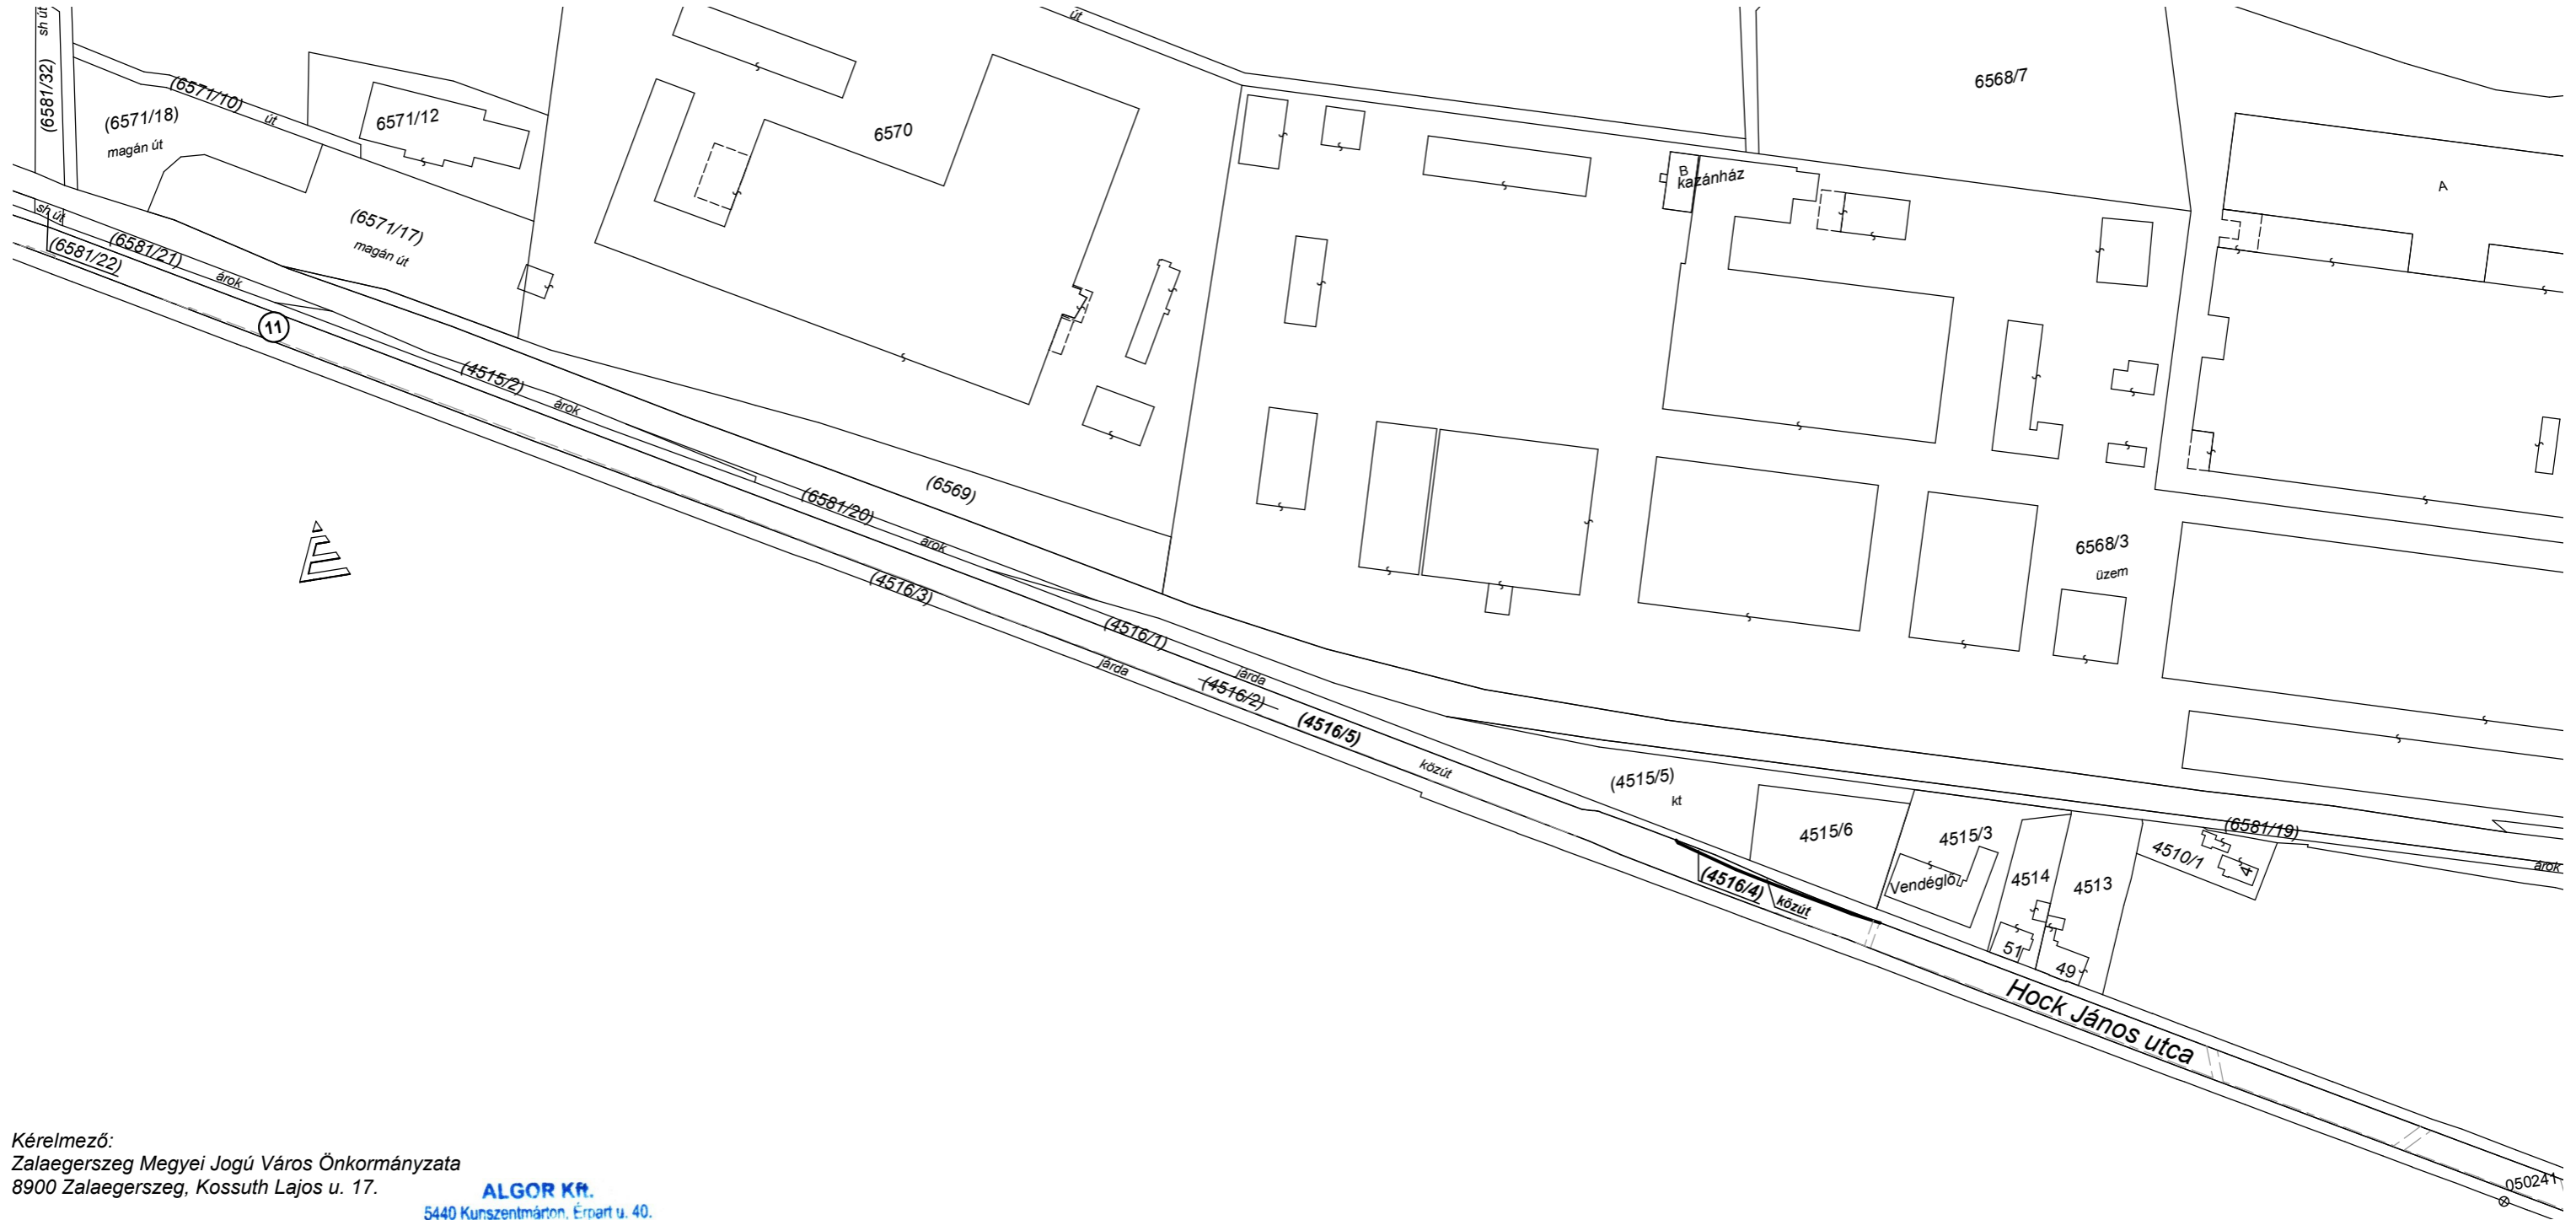 sh út
(6581/32)
út
6568/7
(6571/10)
(6571/18)
út
magán út
6571/12
6570
B
kazánház
A
sh út
(6571/17)
magán út
(6581/21)
(6581/22)
árok
11
(4515/2)
árok
(6569)
(6581/20)
árok
6568/3
üzem
(4516/3)
(4516/1)
járda
járda
(4516/2)
(4516/5)
közút
(4515/5)
kt
4515/6
4515/3
(6581/19)
4510/1
4
árok
Vendéglő
4514
4513
(4516/4)
közút
51
49
Hock János utca
050241
Kérelmező:
Zalaegerszeg Megyei Jogú Város Önkormányzata
8900 Zalaegerszeg, Kossuth Lajos u. 17.
ALGOR Kft.
5440 Kunszentmárton, Érpart u. 40.